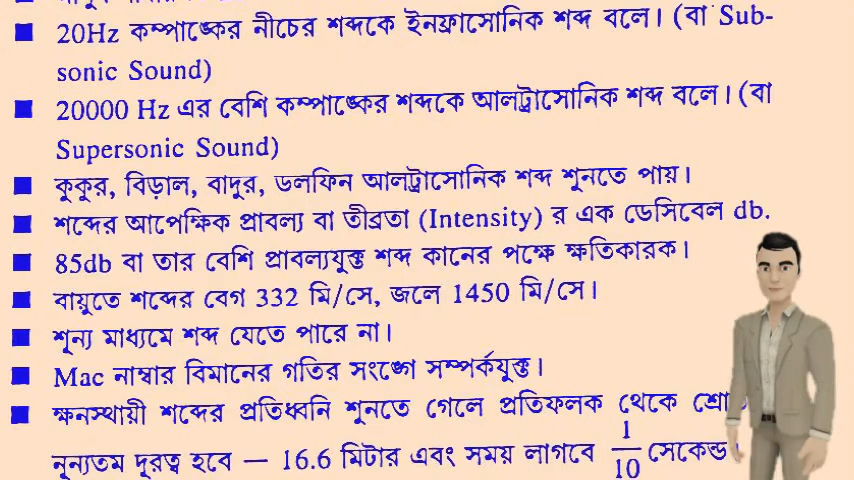 20Hz কম্পাঙ্কের নীচের শব্দকে ইনফ্রাসোনিক শব্দ বলে। (বা Sub-
sonic Sound)
20000 Hz এর বেশি কম্পাঙ্কের শব্দকে আলট্রাসোনিক শব্দ বলে। (বা
Supersonic Sound)
কুকুর, বিড়াল, বাদুর, ডলফিন আলট্রাসোনিক শব্দ শুনতে পায়।
শব্দের আপেক্ষিক প্রাবল্য বা তীব্রতা (Intensity) র এক ডেসিবেল db.
85db বা তার বেশি প্রাবল্যযুক্ত শব্দ কানের পক্ষে ক্ষতিকারক।
বায়ুতে শব্দের বেগ 332 মি/সে, জলে 1450 মি/সে।
শূন্য মাধ্যমে শব্দ যেতে পারে না।
Mac নাম্বার বিমানের গতির সংঙ্গে সম্পর্কযুক্ত।
ক্ষনস্থায়ী শব্দের প্রতিধ্বনি শুনতে গেলে প্রতিফলক থেকে
নূন্যতম দূরত্ব হবে — 16.6 মিটার এবং সময় লাগবে 1/10 সেকেন্ড।